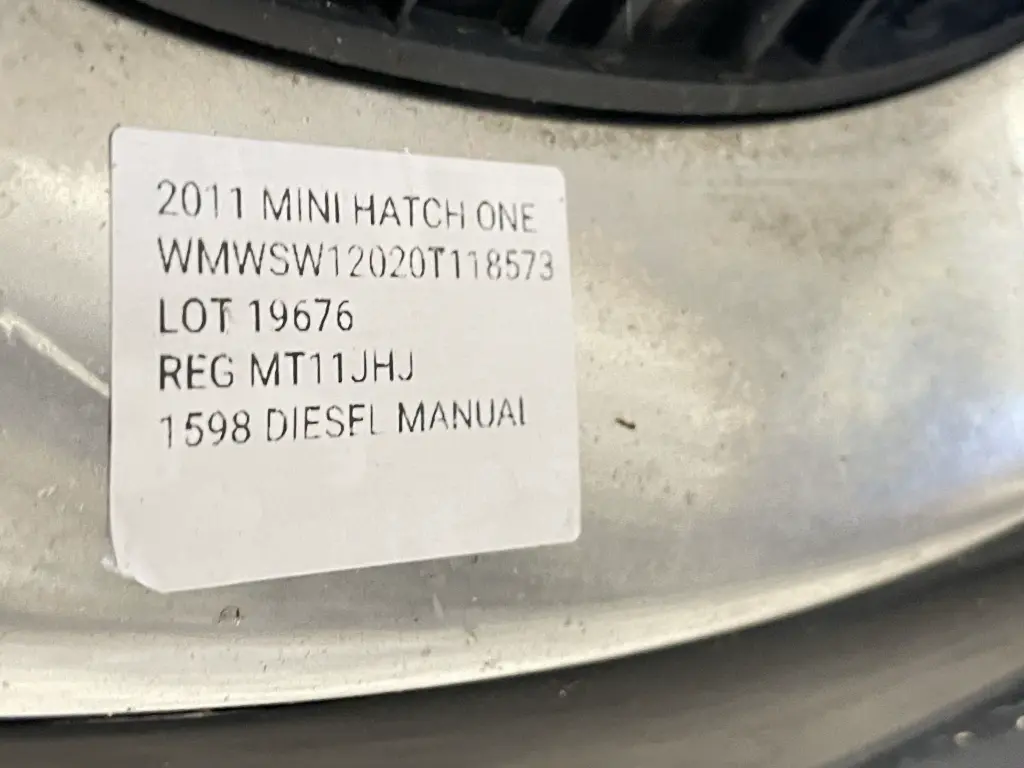 2011 MINI HATCH ONE
WMWSW12020T118573
LOT 19676
REG MT11JHJ
1598 DIESEL MANUAL